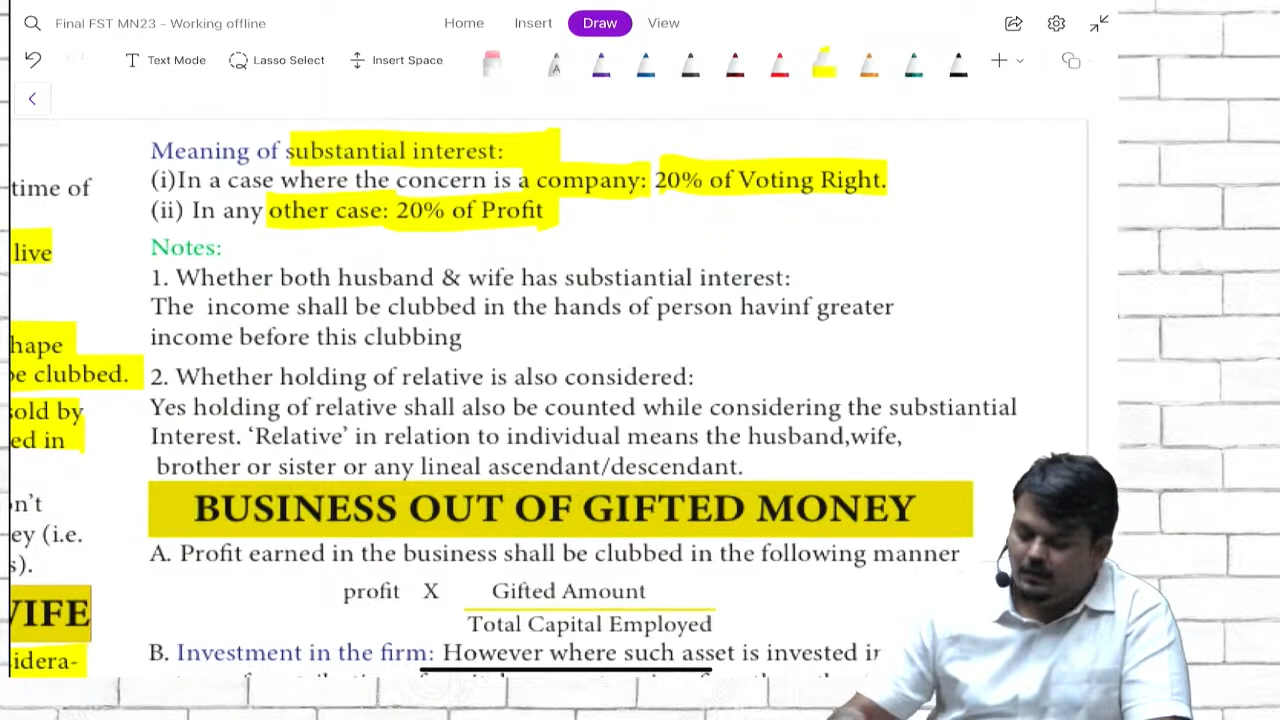 Final FST MN23 - Working offline
Home Insert Draw View
Text Mode Lasso Select Insert Space
A
time of
live
hape
be clubbed.
sold by
ed in
on't
ey (i.e.
s).
WIFE
sidera-
Meaning of substantial interest:
(i)In a case where the concern is a company: 20% of Voting Right.
(ii) In any other case: 20% of Profit
Notes:
1. Whether both husband & wife has substiantial interest:
The income shall be clubbed in the hands of person havinf greater
income before this clubbing
2. Whether holding of relative is also considered:
Yes holding of relative shall also be counted while considering the substiantial
Interest. ‘Relative’ in relation to individual means the husband,wife,
brother or sister or any lineal ascendant/descendant.
BUSINESS OUT OF GIFTED MONEY
A. Profit earned in the business shall be clubbed in the following manner
profit X Gifted Amount
Total Capital Employed
B. Investment in the firm: However where such asset is invested in